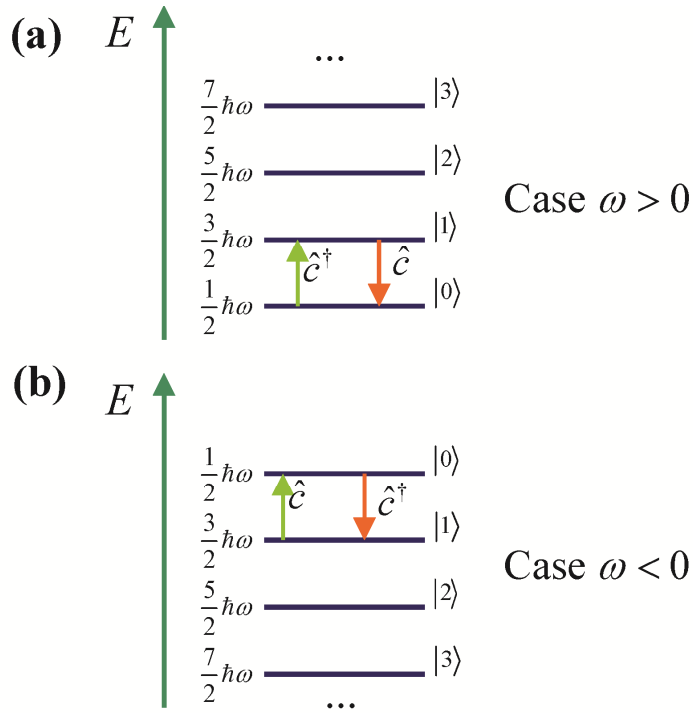 (a) E
...
7/2 ħω |3⟩
5/2 ħω |2⟩
Case ω > 0
3/2 ħω |1⟩
ĉ† ĉ
1/2 ħω |0⟩
(b) E
1/2 ħω |0⟩
ĉ ĉ†
3/2 ħω |1⟩
Case ω < 0
5/2 ħω |2⟩
7/2 ħω |3⟩
...